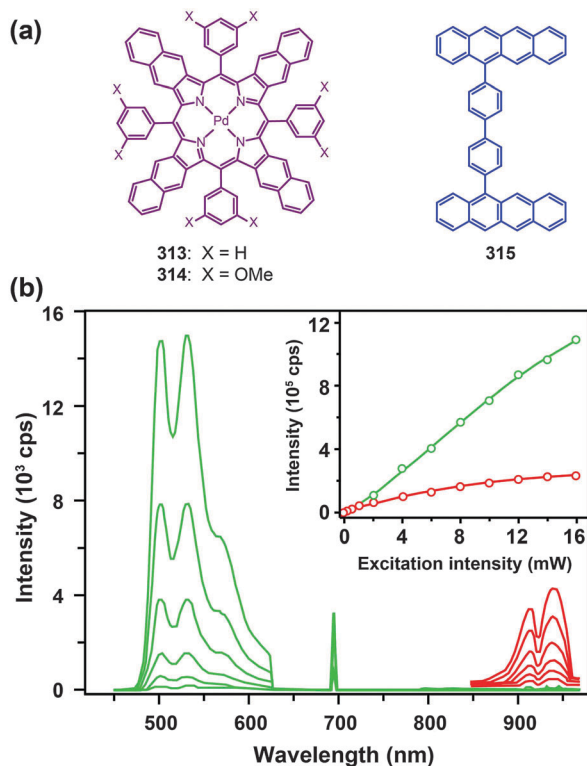 (a)
X
X
X
X
X
X
X
X
N
N
N
N
Pd
313: X = H
314: X = OMe
315
(b)
Intensity (10³ cps)
16
12
8
4
0
500
600
700
800
900
Wavelength (nm)
Intensity (10⁵ cps)
12
8
4
0
0
4
8
12
16
Excitation intensity (mW)